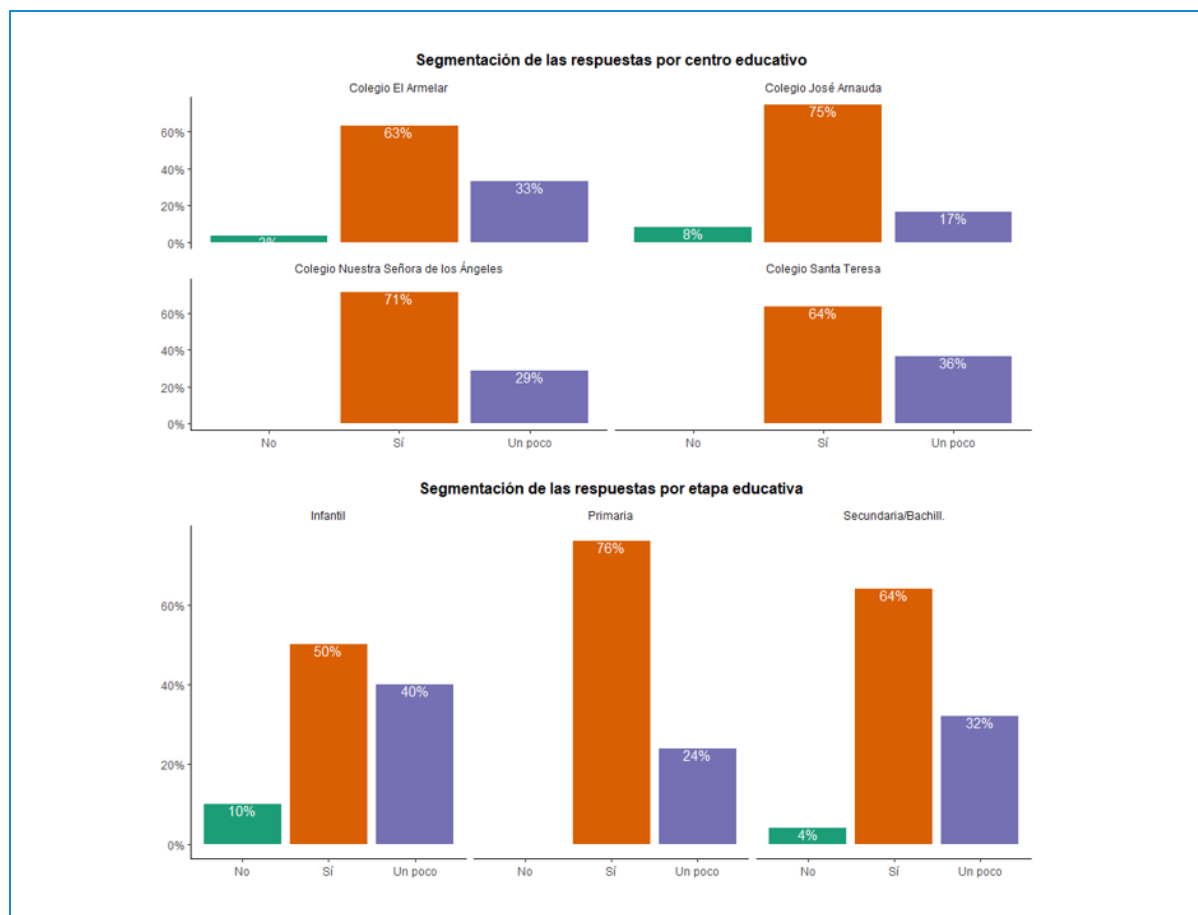 Segmentación de las respuestas por centro educativo
Colegio El Armelar
Colegio José Arnauda
60%
40%
20%
0%
63%
33%
3%
75%
17%
8%
Colegio Nuestra Señora de los Ángeles
Colegio Santa Teresa
60%
40%
20%
0%
71%
29%
64%
36%
No
Sí
Un poco
No
Sí
Un poco
Segmentación de las respuestas por etapa educativa
Infantil
Primaria
Secundaria/Bachill.
60%
40%
20%
0%
10%
50%
40%
76%
24%
4%
64%
32%
No
Sí
Un poco
No
Sí
Un poco
No
Sí
Un poco